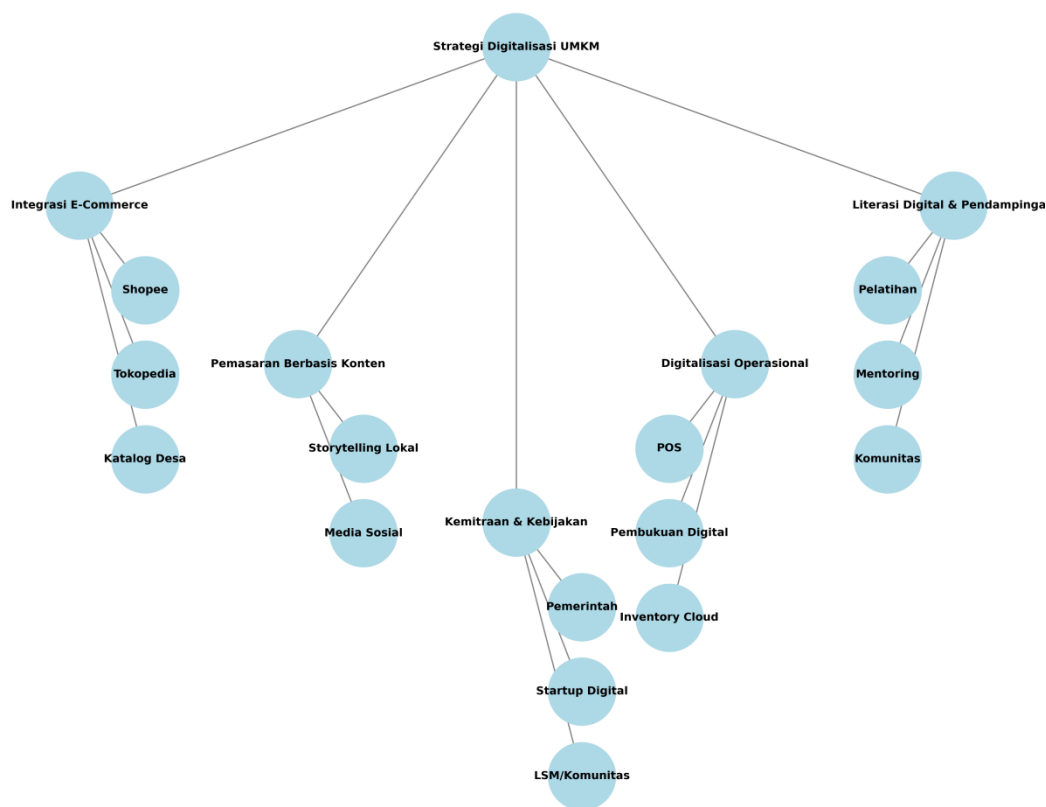 Strategi Digitalisasi UMKM
Integrasi E-Commerce
Literasi Digital & Pendampinga
Shopee
Pelatihan
Pemasaran Berbasis Konten
Digitalisasi Operasional
Tokopedia
Mentoring
Storytelling Lokal
POS
Katalog Desa
Komunitas
Kemitraan & Kebijakan
Media Sosial
Pembukuan Digital
Pemerintah
Inventory Cloud
Startup Digital
LSM/Komunitas